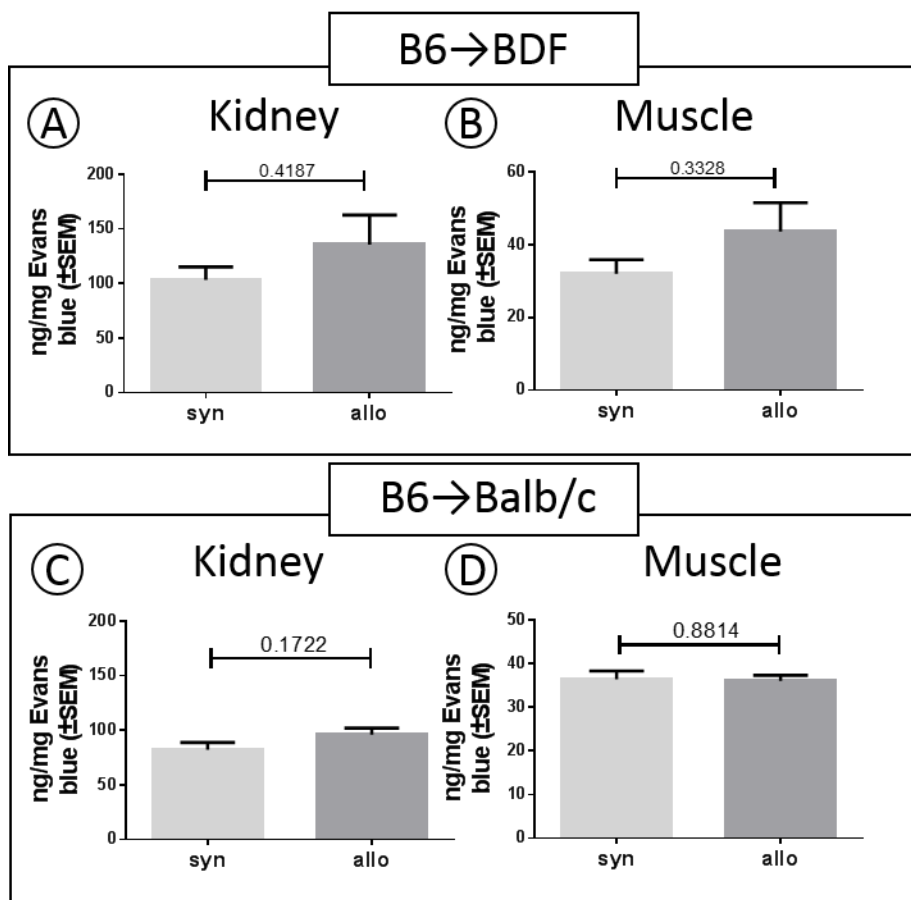 B6→BDF
A Kidney
ng/mg Evans
blue (±SEM)
200
150
100
50
0
0.4187
syn allo
B Muscle
ng/mg Evans
blue (±SEM)
60
40
20
0
0.3328
syn allo
B6→Balb/c
C Kidney
ng/mg Evans
blue (±SEM)
200
150
100
50
0
0.1722
syn allo
D Muscle
ng/mg Evans
blue (±SEM)
50
40
30
20
10
0
0.8814
syn allo